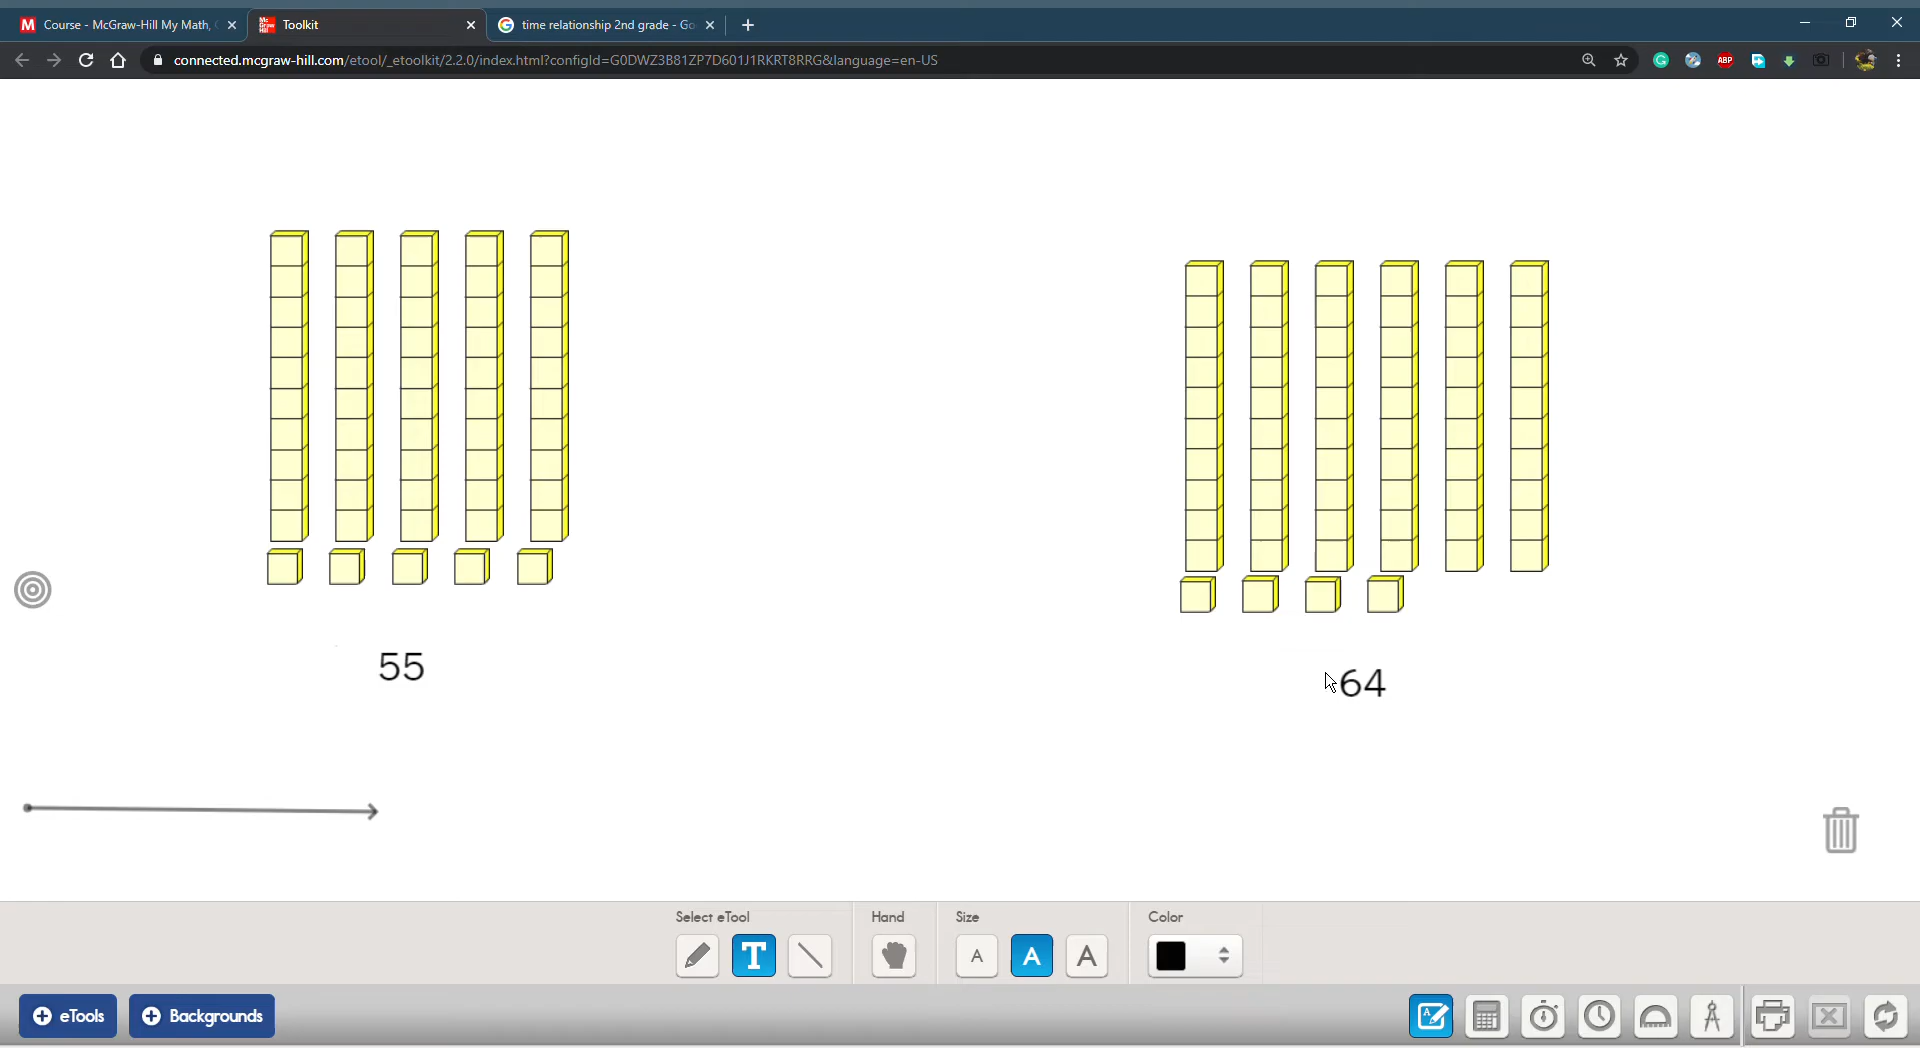 Course - McGraw-Hill My Math,
Toolkit
time relationship 2nd grade - Go
connected.mcgraw-hill.com/etool/_etoolkit/2.2.0/index.html?configId=G0DWZ3B81ZP7D601J1RKRT8RRG&language=en-US
ABP
55
64
Select eTool
Hand
Size
Color
T
A
A
A
eTools
Backgrounds